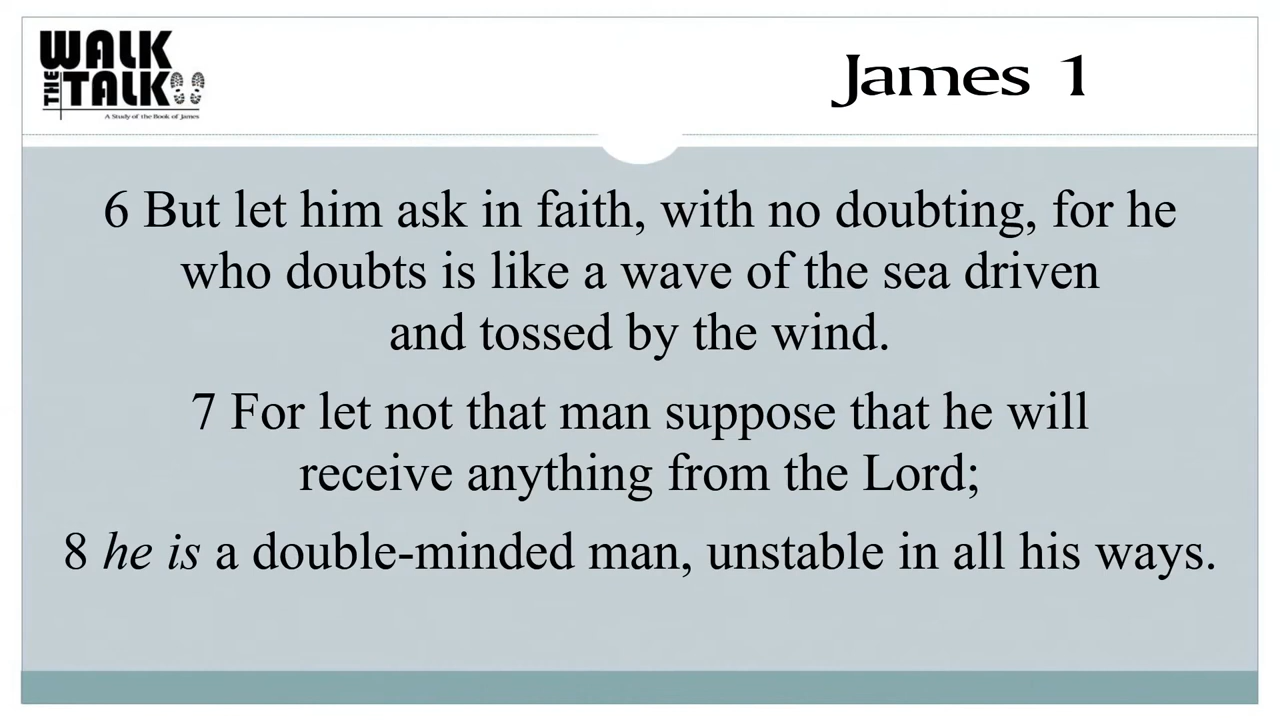 WALK
THE TALK
A Study of the Book of James
James 1
6 But let him ask in faith, with no doubting, for he
who doubts is like a wave of the sea driven
and tossed by the wind.
7 For let not that man suppose that he will
receive anything from the Lord;
8 he is a double-minded man, unstable in all his ways.